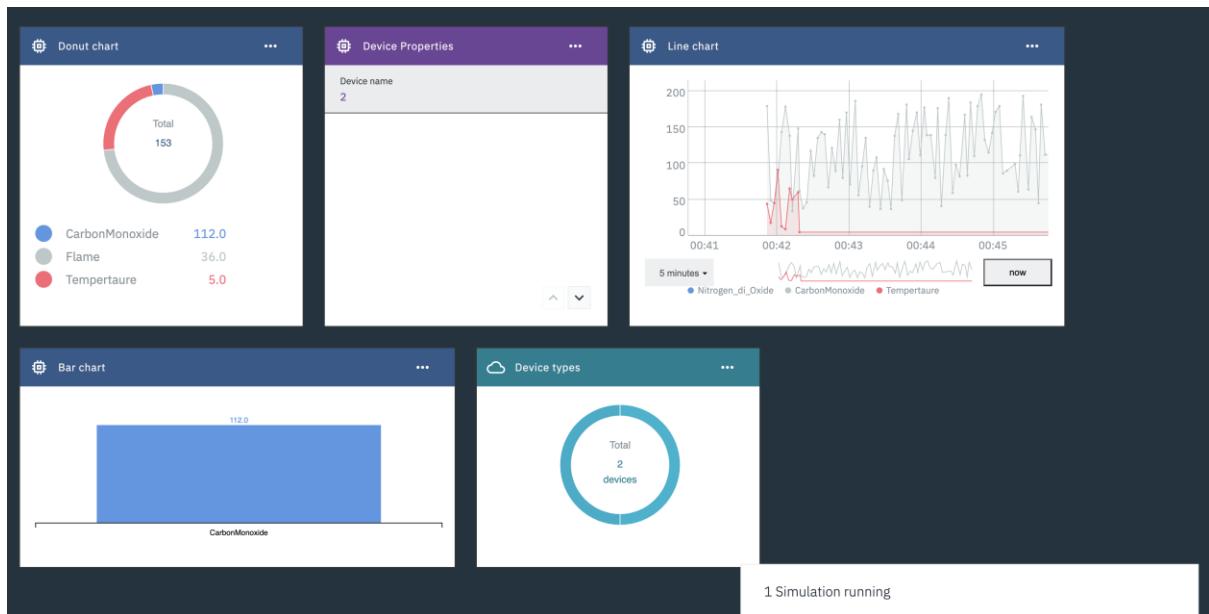 Donut chart
Total
153
CarbonMonoxide 112.0
Flame 36.0
Tempertaure 5.0
Device Properties
Device name
2
Line chart
200
150
100
50
0
00:41 00:42 00:43 00:44 00:45
5 minutes
now
Nitrogen_di_Oxide CarbonMonoxide Tempertaure
Bar chart
112.0
CarbonMonoxide
Device types
Total
2
devices
1 Simulation running